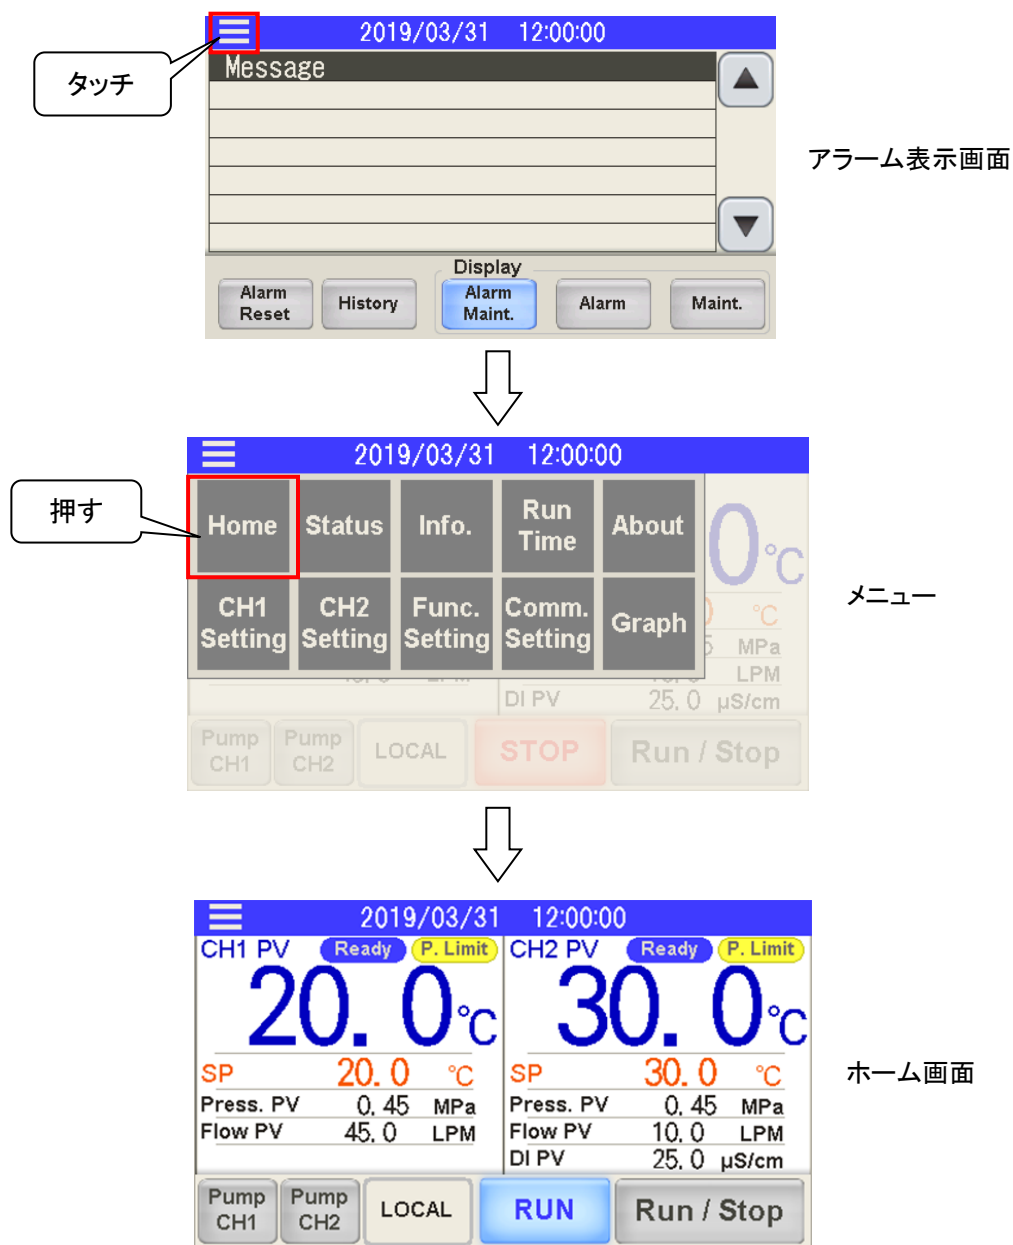 2019/03/31 12:00:00
タッチ
Message
アラーム表示画面
Display
Alarm Reset
History
Alarm Maint.
Alarm
Maint.
2019/03/31 12:00:00
押す
Home Status Info. Run Time About
0 ℃
メニュー
CH1 Setting CH2 Setting Func. Setting Comm. Setting Graph
℃
5 MPa
LPM
DI PV 25.0 µS/cm
Pump CH1
Pump CH2
LOCAL
STOP
Run / Stop
2019/03/31 12:00:00
CH1 PV Ready P. Limit
20.0 ℃
SP 20.0 ℃
Press. PV 0.45 MPa
Flow PV 45.0 LPM
CH2 PV Ready P. Limit
30.0 ℃
SP 30.0 ℃
Press. PV 0.45 MPa
Flow PV 10.0 LPM
DI PV 25.0 µS/cm
ホーム画面
Pump CH1
Pump CH2
LOCAL
RUN
Run / Stop